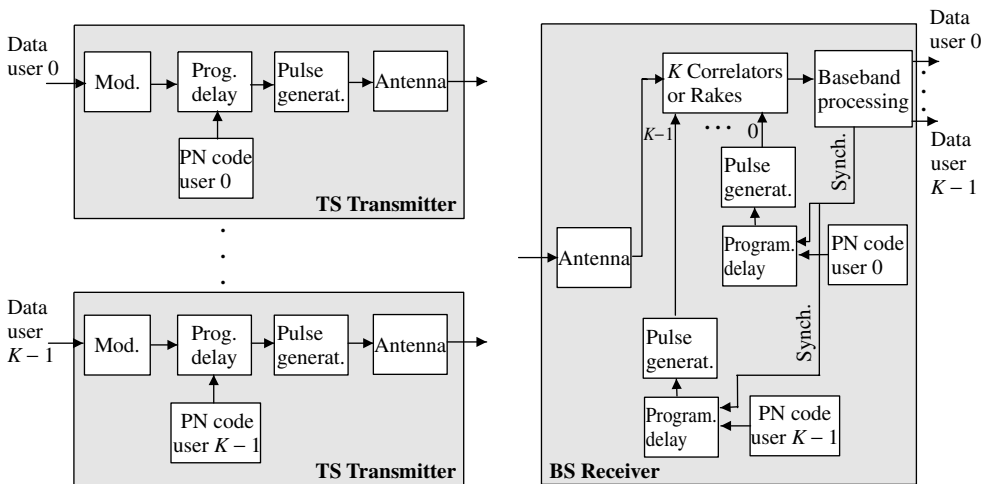 Data
user 0
Mod.
Prog.
delay
Pulse
generat.
Antenna
PN code
user 0
TS Transmitter
Data
user
K − 1
Mod.
Prog.
delay
Pulse
generat.
Antenna
PN code
user K − 1
TS Transmitter
Antenna
K Correlators
or Rakes
Baseband
processing
Data
user 0
Data
user
K − 1
K−1
0
Synch.
Pulse
generat.
Program.
delay
PN code
user 0
Synch.
Pulse
generat.
Program.
delay
PN code
user K − 1
BS Receiver